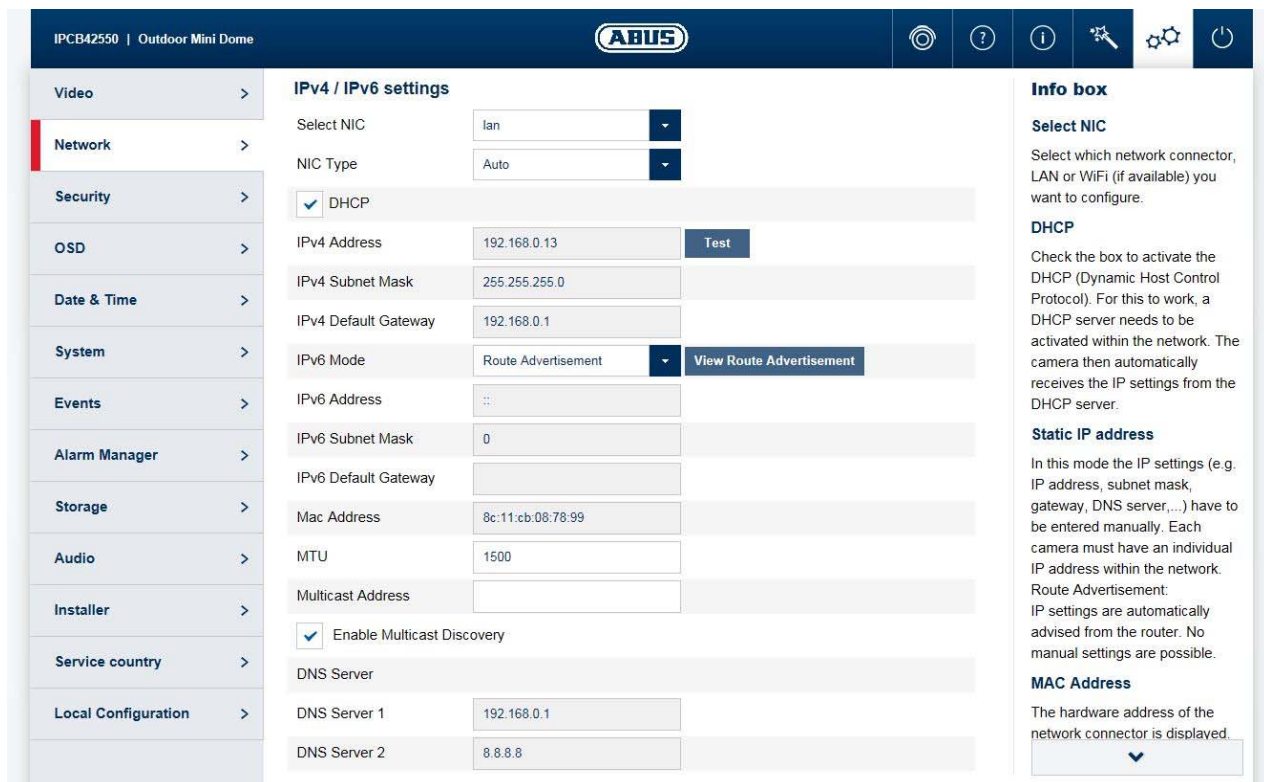 IPCB42550 | Outdoor Mini Dome
ABUS
Video
Network
Security
OSD
Date & Time
System
Events
Alarm Manager
Storage
Audio
Installer
Service country
Local Configuration
IPv4 / IPv6 settings
Select NIC lan
NIC Type Auto
DHCP
IPv4 Address 192.168.0.13 Test
IPv4 Subnet Mask 255.255.255.0
IPv4 Default Gateway 192.168.0.1
IPv6 Mode Route Advertisement View Route Advertisement
IPv6 Address ::
IPv6 Subnet Mask 0
IPv6 Default Gateway
Mac Address 8c:11:cb:08:78:99
MTU 1500
Multicast Address
Enable Multicast Discovery
DNS Server
DNS Server 1 192.168.0.1
DNS Server 2 8.8.8.8
Info box
Select NIC
Select which network connector,
LAN or WiFi (if available) you
want to configure.
DHCP
Check the box to activate the
DHCP (Dynamic Host Control
Protocol). For this to work, a
DHCP server needs to be
activated within the network. The
camera then automatically
receives the IP settings from the
DHCP server.
Static IP address
In this mode the IP settings (e.g.
IP address, subnet mask,
gateway, DNS server,...) have to
be entered manually. Each
camera must have an individual
IP address within the network.
Route Advertisement:
IP settings are automatically
advised from the router. No
manual settings are possible.
MAC Address
The hardware address of the
network connector is displayed.